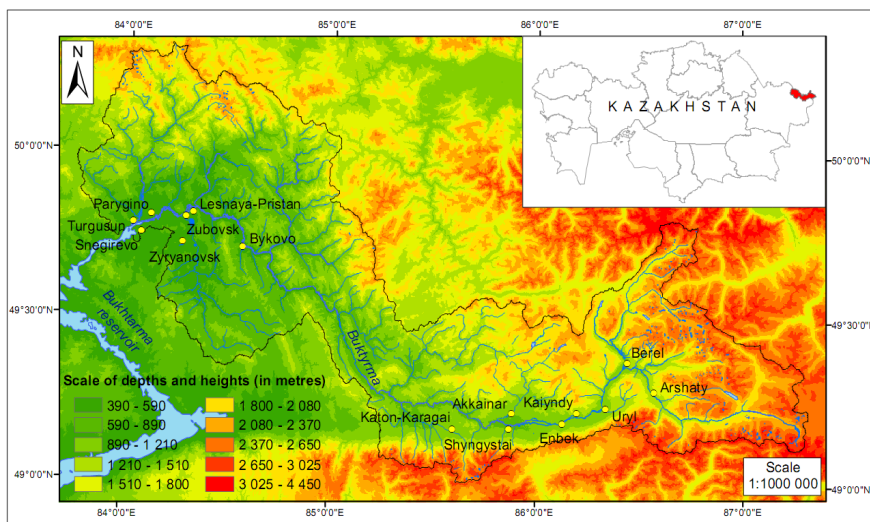 84°0'0"E
85°0'0"E
86°0'0"E
87°0'0"E
N
KAZAKHSTAN
50°0'0"N
50°0'0"N
Parygino
Lesnaya-Pristan
Turgusup
Zubovsk
Snegirevo
Bykovo
Zyryanovsk
49°30'0"N
49°30'0"N
Bukhtarma
reservoir
Buktyrma
Berel
Arshaty
Scale of depths and heights (in metres)
390 - 590
590 - 890
890 - 1 210
1 210 - 1 510
1 510 - 1 800
1 800 - 2 080
2 080 - 2 370
2 370 - 2 650
2 650 - 3 025
3 025 - 4 450
Akkainar
Kaiyndy
Katon-Karagai
Uryl
Shyngystai
Enbek
49°0'0"N
49°0'0"N
Scale
1:1000 000
84°0'0"E
85°0'0"E
86°0'0"E
87°0'0"E